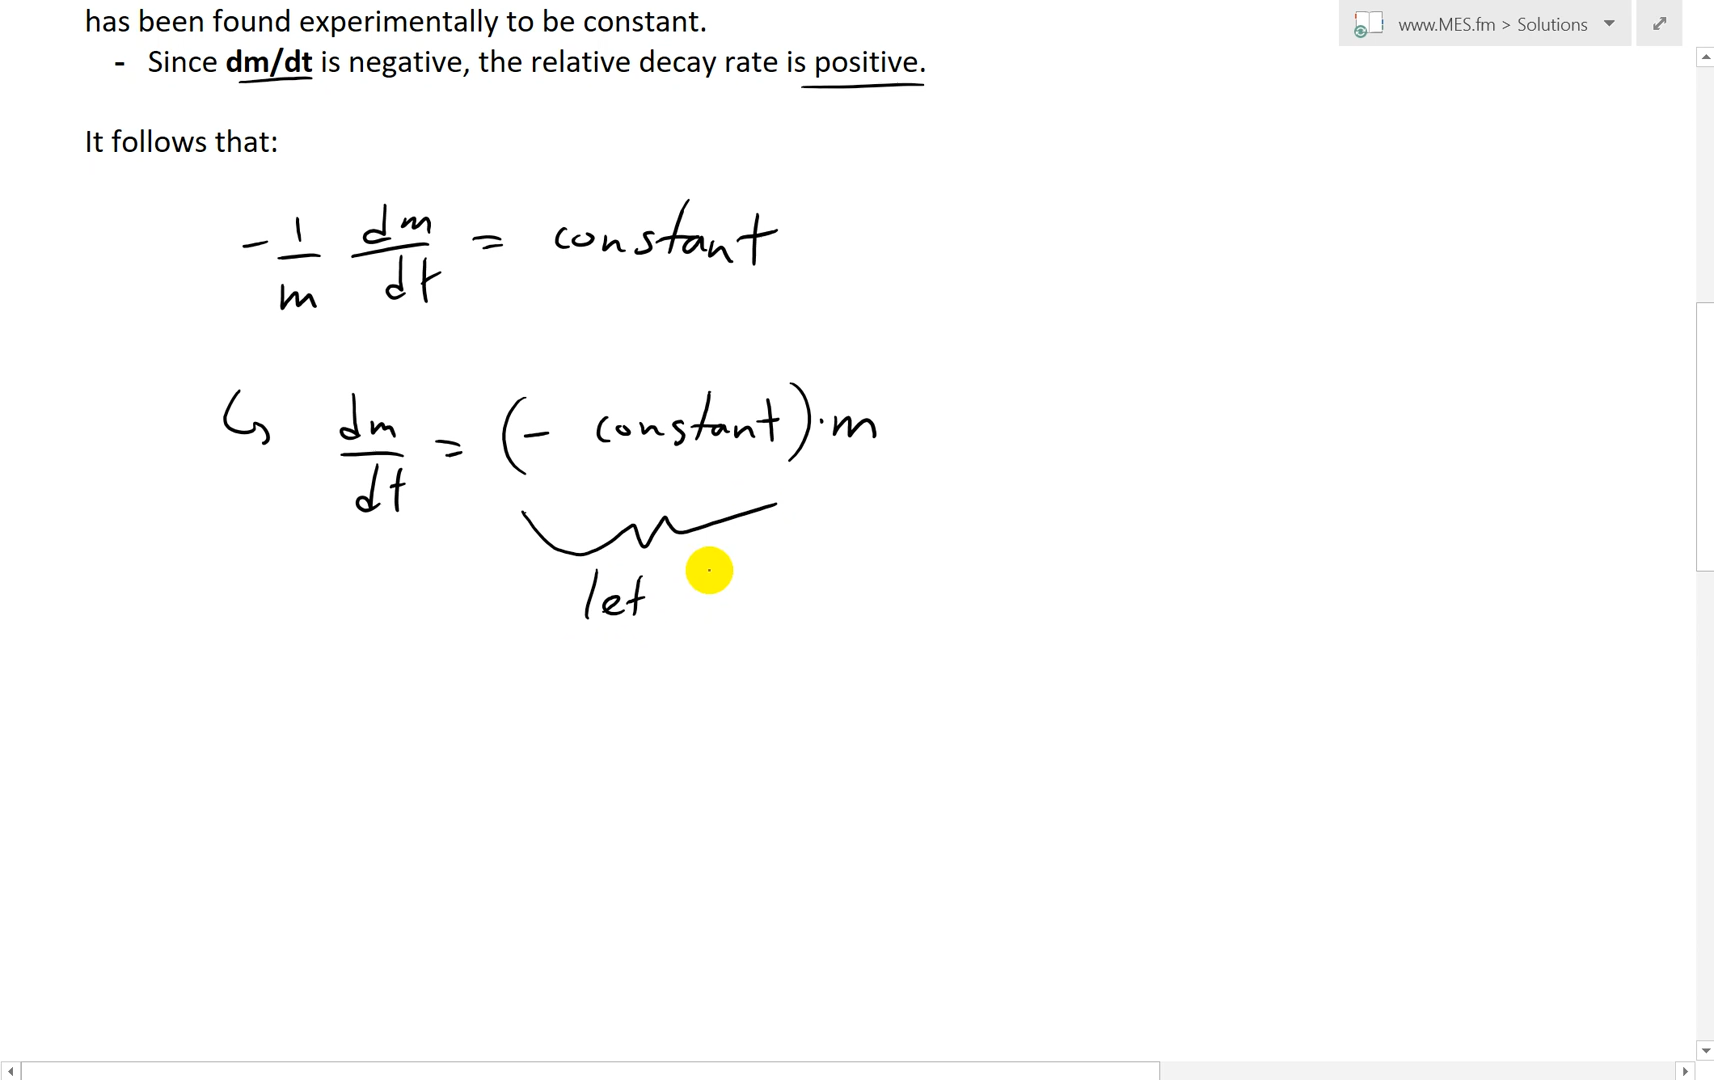 has been found experimentally to be constant.
www.MES.fm > Solutions
- Since dm/dt is negative, the relative decay rate is positive.
It follows that:
- 1/m dm/dt = constant
↳ dm/dt = (- constant)·m
let